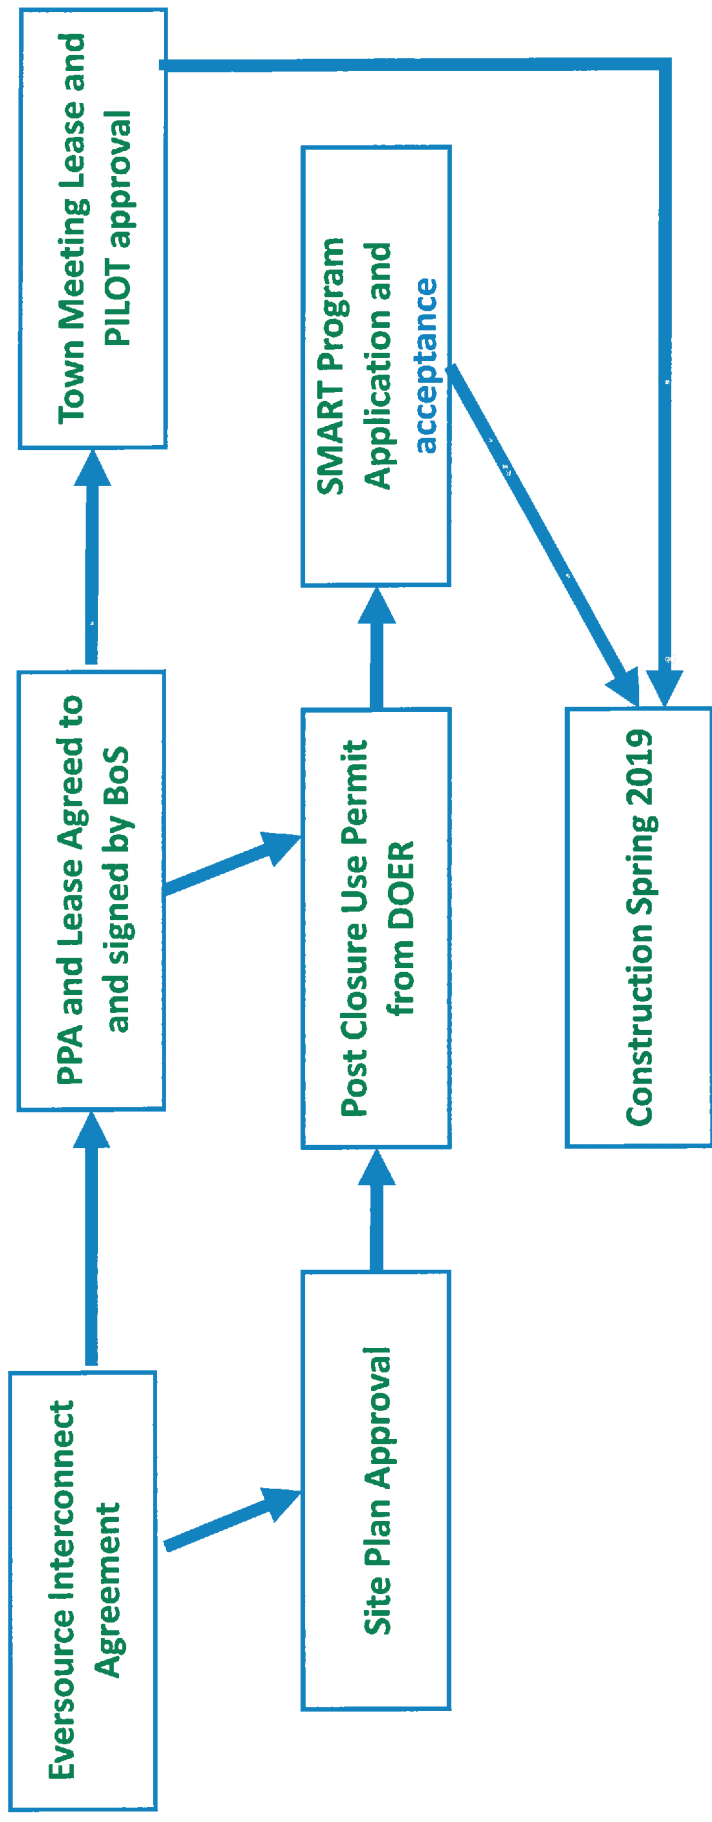 Eversource Interconnect
Agreement
PPA and Lease Agreed to
and signed by BoS
Town Meeting Lease and
PILOT approval
Site Plan Approval
Post Closure Use Permit
from DOER
SMART Program
Application and
acceptance
Construction Spring 2019